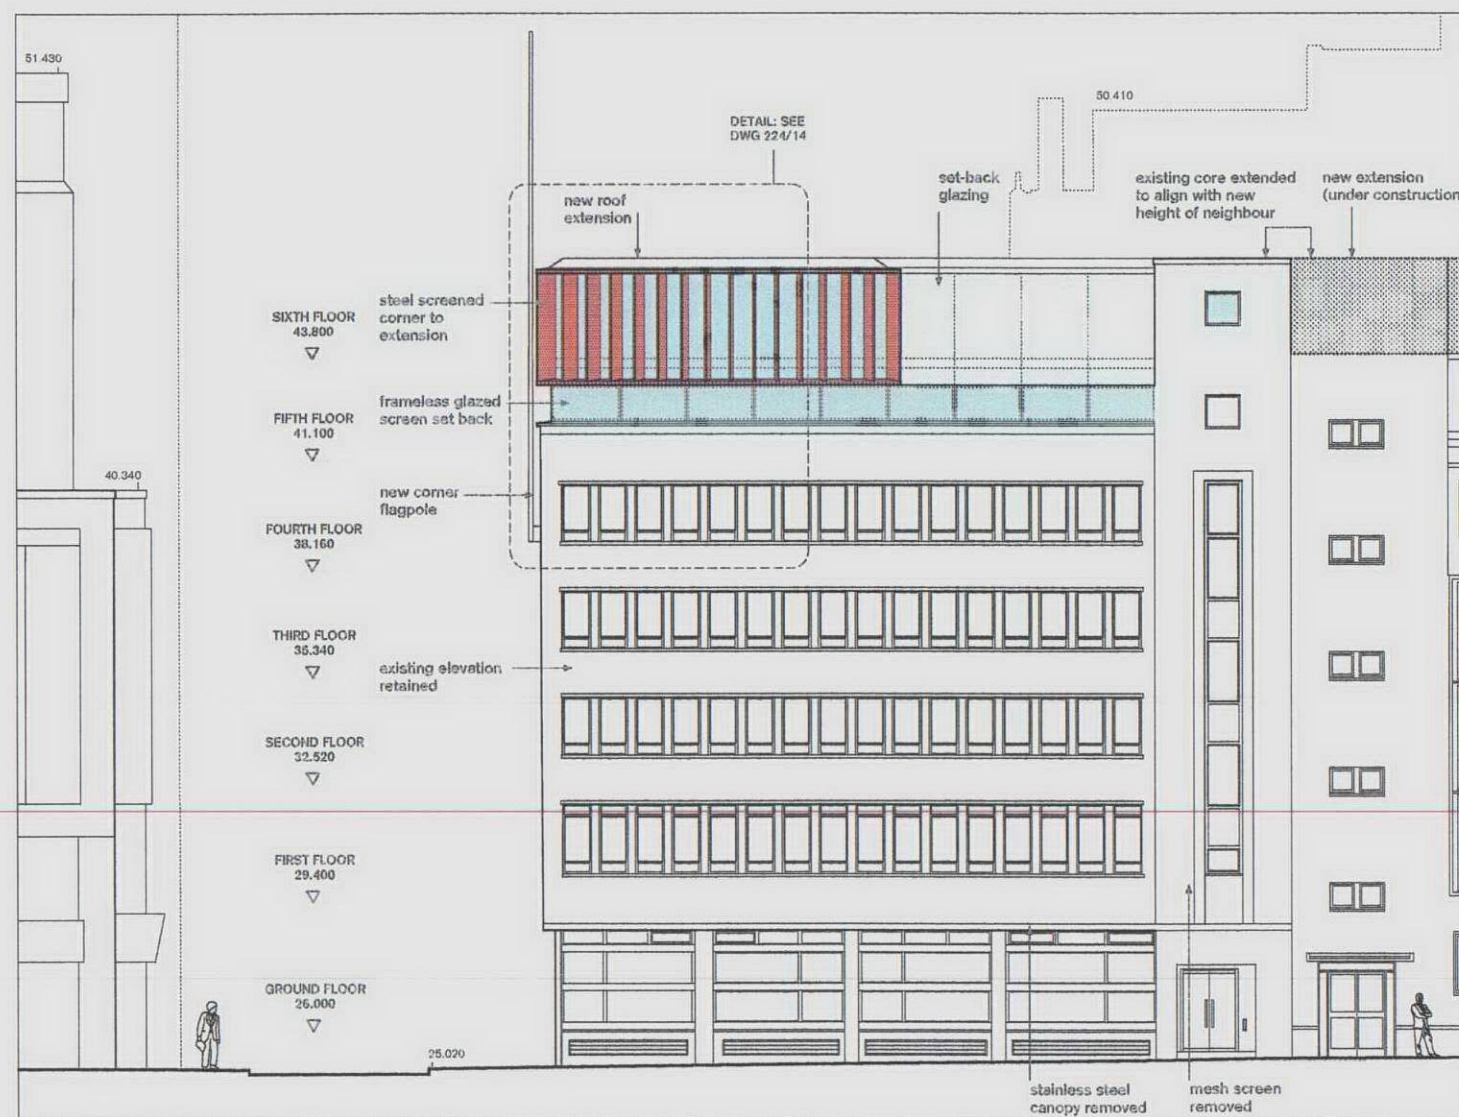 51.430
50.410
DETAIL: SEE
DWG 224/14
set-back
glazing
existing core extended
to align with new
height of neighbour
new extension
(under construction
new roof
extension
steel screened
corner to
extension
SIXTH FLOOR
43.800
frameless glazed
screen set back
FIFTH FLOOR
41.100
40.340
new corner
flagpole
FOURTH FLOOR
38.160
THIRD FLOOR
35.340
existing elevation
retained
SECOND FLOOR
32.520
FIRST FLOOR
29.400
GROUND FLOOR
26.000
25.020
stainless steel
canopy removed
mesh screen
removed